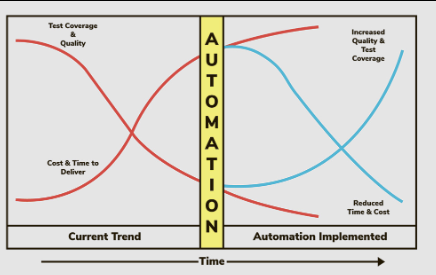 Test Coverage
&
Quality
Cost & Time to
Deliver
AUTOMATION
Increased
Quality &
Test
Coverage
Reduced
Time & Cost
Current Trend
Automation Implemented
Time